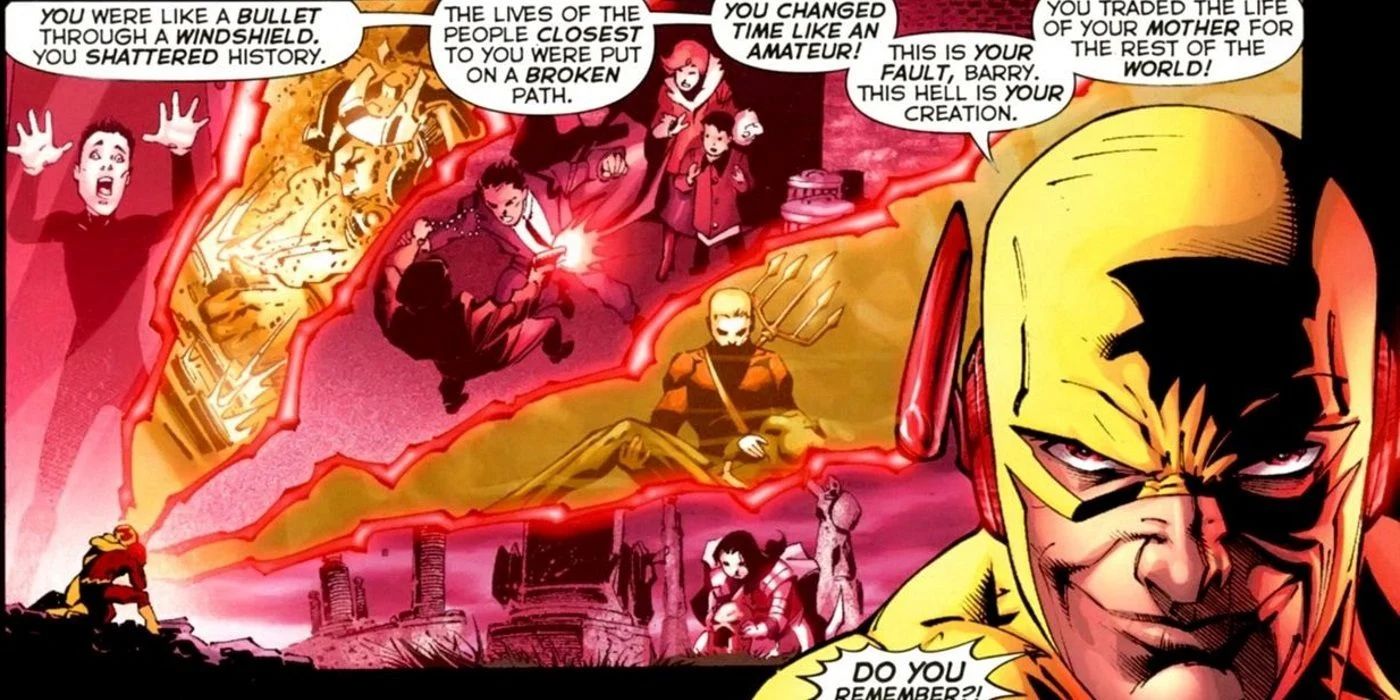 YOU WERE LIKE A BULLET
THROUGH A WINDSHIELD.
YOU SHATTERED HISTORY.
THE LIVES OF THE
PEOPLE CLOSEST
TO YOU WERE PUT
ON A BROKEN
PATH.
YOU CHANGED
TIME LIKE AN
AMATEUR!
THIS IS YOUR
FAULT, BARRY.
THIS HELL IS YOUR
CREATION.
YOU TRADED THE LIFE
OF YOUR MOTHER FOR
THE REST OF THE
WORLD!
DO YOU
REMEMBER?!